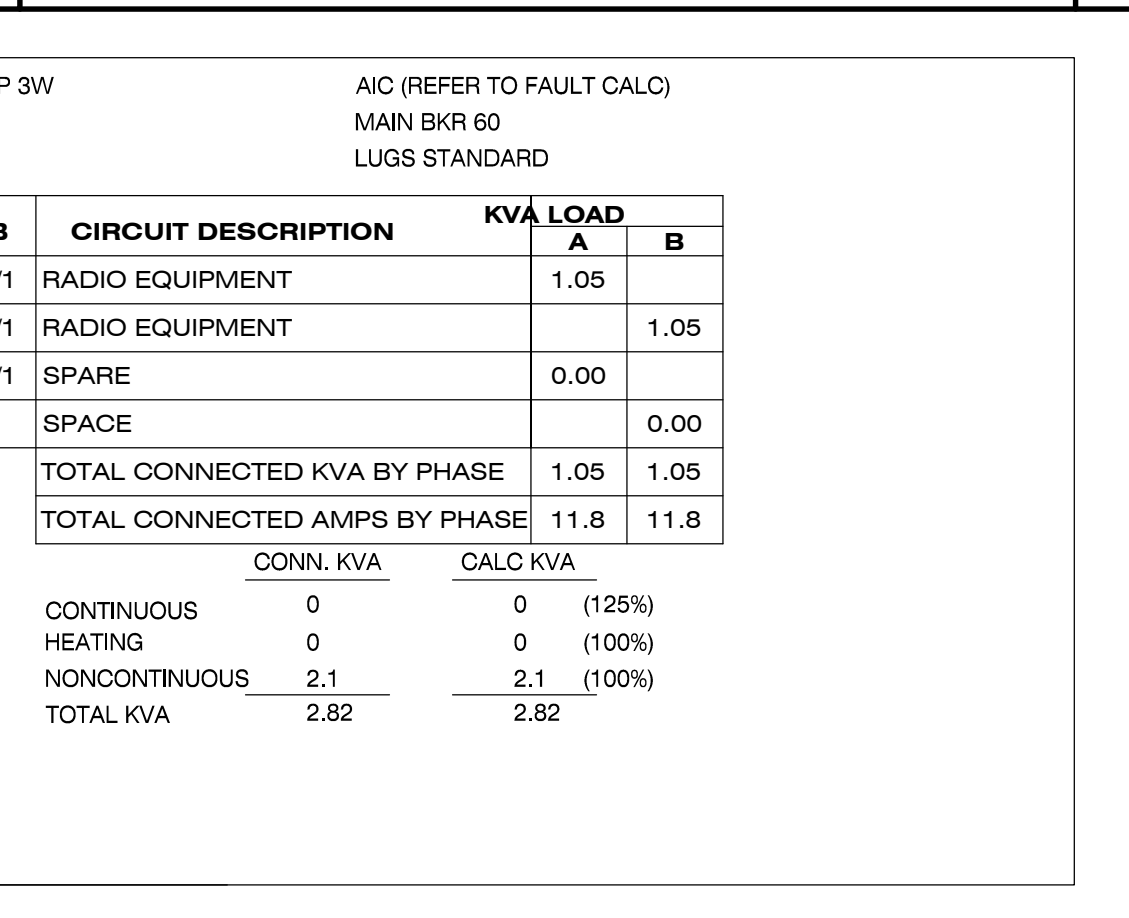 P 3W AIC (REFER TO FAULT CALC)
MAIN BKR 60
LUGS STANDARD
KVA LOAD
B CIRCUIT DESCRIPTION A B
/1 RADIO EQUIPMENT 1.05
/1 RADIO EQUIPMENT 1.05
/1 SPARE 0.00
SPACE 0.00
TOTAL CONNECTED KVA BY PHASE 1.05 1.05
TOTAL CONNECTED AMPS BY PHASE 11.8 11.8
CONN. KVA CALC KVA
CONTINUOUS 0 0 (125%)
HEATING 0 0 (100%)
NONCONTINUOUS 2.1 2.1 (100%)
TOTAL KVA 2.82 2.82